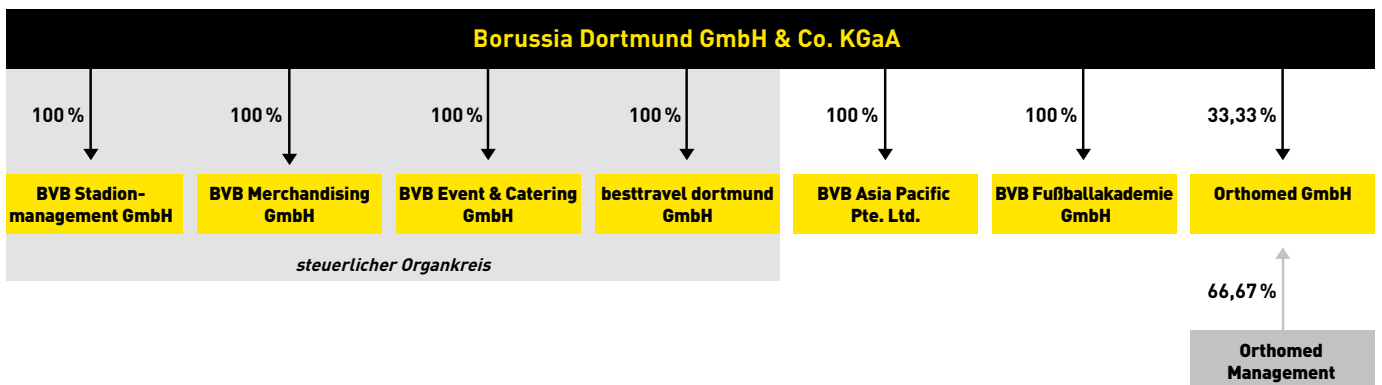 Borussia Dortmund GmbH & Co. KGaA
100 %
100 %
100 %
100 %
100 %
100 %
33,33 %
BVB Stadion-
management GmbH
BVB Merchandising
GmbH
BVB Event & Catering
GmbH
besttravel dortmund
GmbH
BVB Asia Pacific
Pte. Ltd.
BVB Fußballakademie
GmbH
Orthomed GmbH
steuerlicher Organkreis
66,67 %
Orthomed
Management